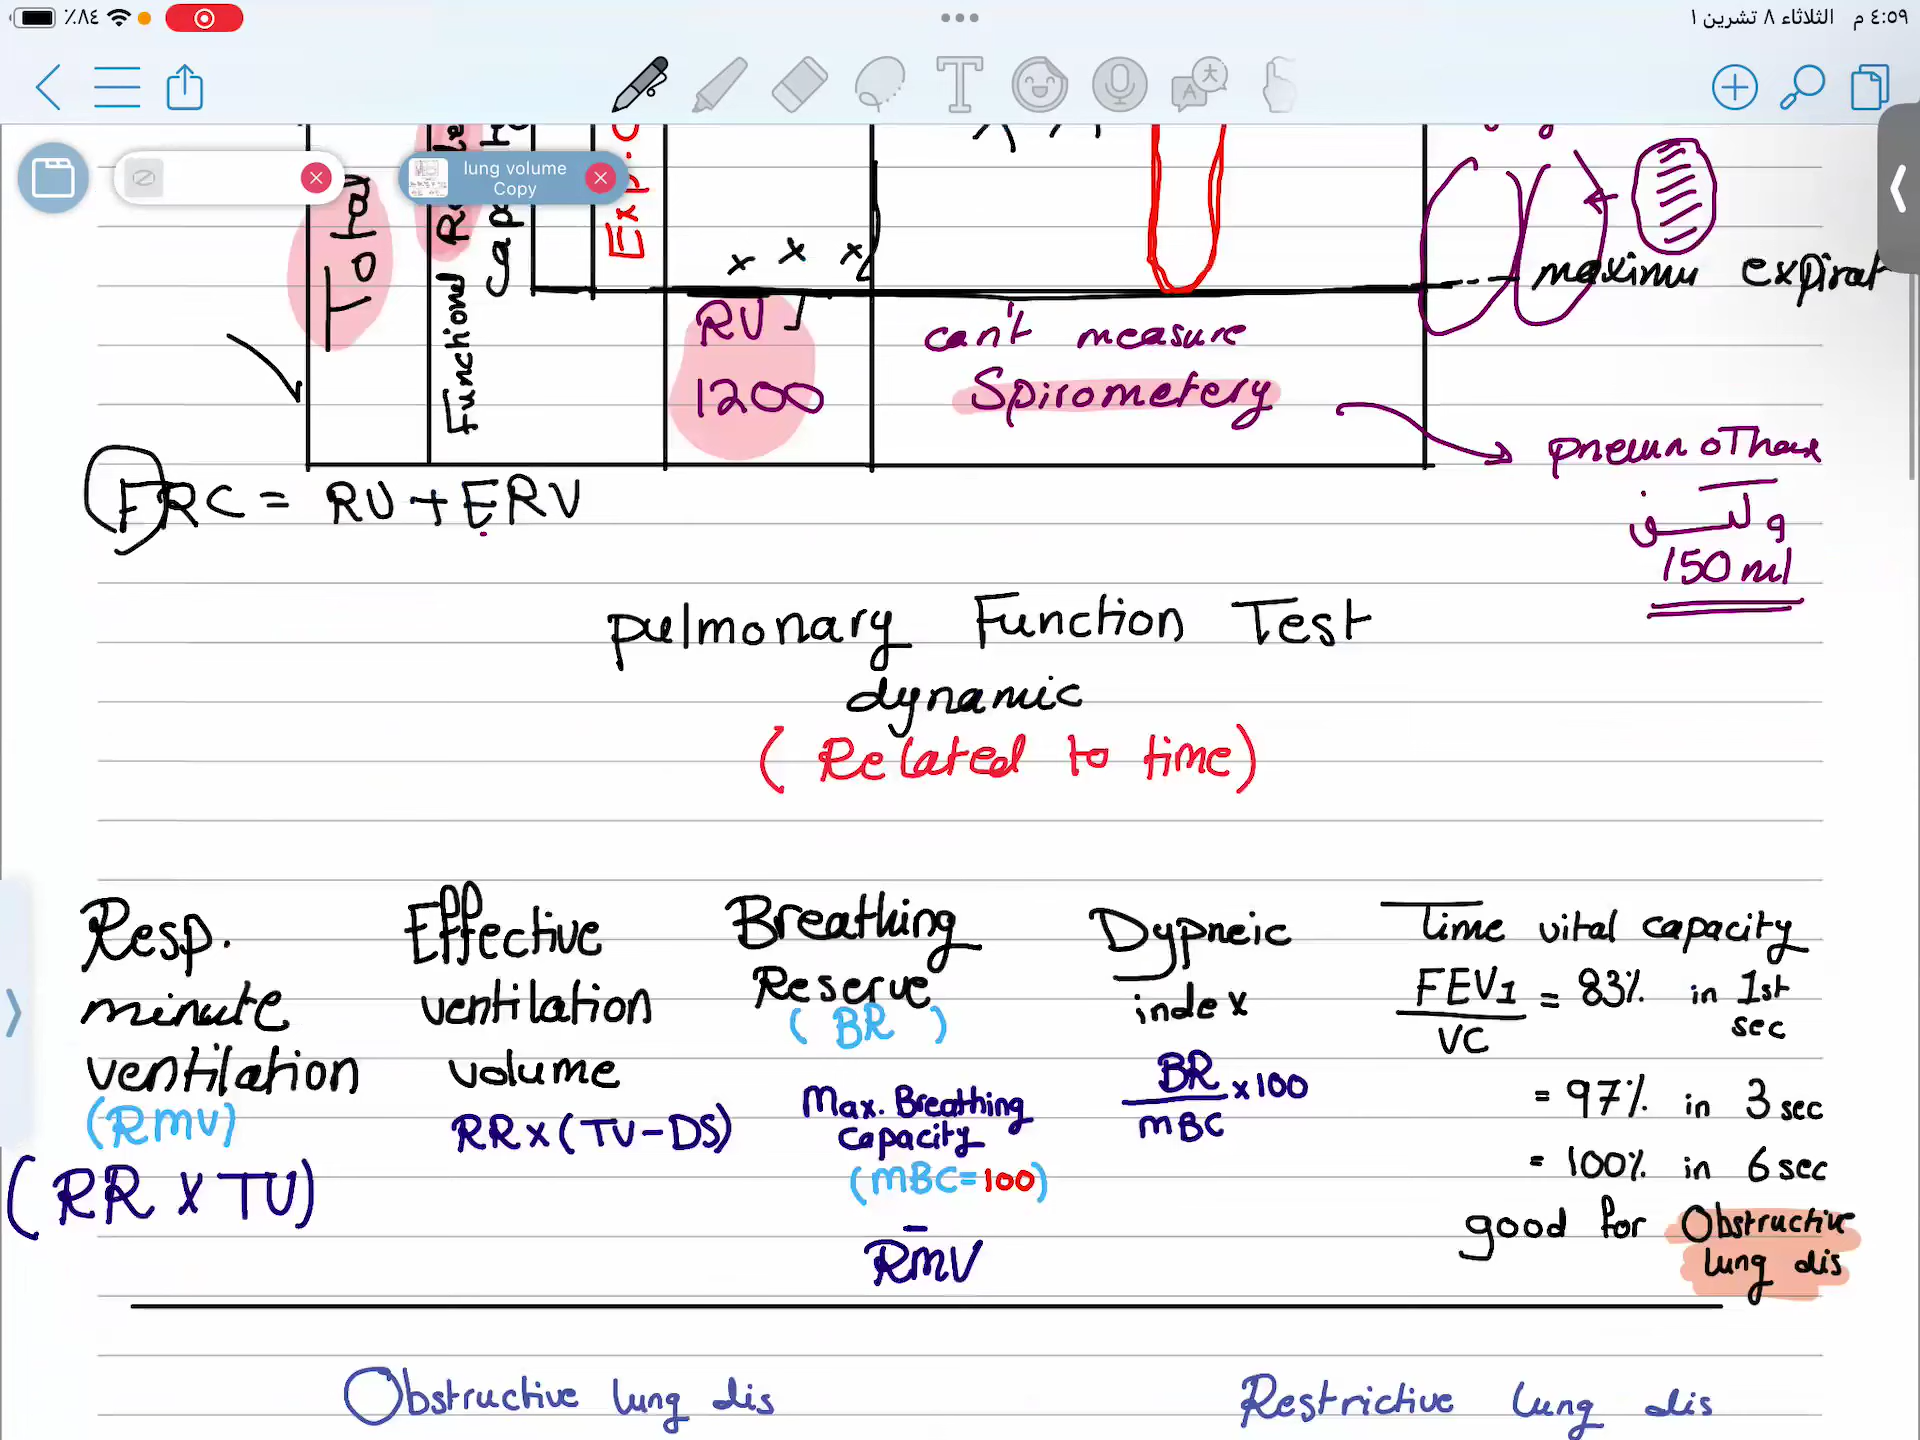 ٪٨٤
٤:٥٩ م الثلاثاء ٨ تشرين ١
lung volume
Copy
Total
Functional
Exp.
RV
1200
can't measure
Spirometery
maximu expirat
FRC = RV + ERV
150 ml
pulmonary Function Test
dynamic
( Related to time)
Resp.
minute
ventilation
(RMV)
(RR X TV)
Effective
ventilation
volume
RR x (TV-DS)
Breathing
Reserve
(BR)
Max. Breathing
Capacity
(MBC=100)
-
RMV
Dypneic
index
BR
MBC
x100
Time vital capacity
FEV1
VC
= 83% in 1st
sec
= 97% in 3 sec
= 100% in 6 sec
good for Obstructive
lung dis
Obstructive lung dis
Restrictive lung dis